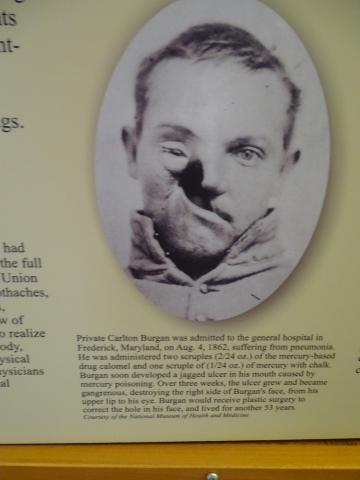 nts
nt-
gs.
had
the full
Union
othaches,
w of
o realize
ody,
ysical
ysicians
al
Private Carlton Burgan was admitted to the general hospital in
Frederick, Maryland, on Aug. 4, 1862, suffering from pneumonia.
He was administered two scruples (2/24 oz.) of the mercury-based
drug calomel and one scruple of (1/24 oz.) of mercury with chalk.
Burgan soon developed a jagged ulcer in his mouth caused by
mercury poisoning. Over three weeks, the ulcer grew and became
gangrenous, destroying the right side of Burgan's face, from his
upper lip to his eye. Burgan would receive plastic surgery to
correct the hole in his face, and lived for another 53 years.
Courtesy of the National Museum of Health and Medicine